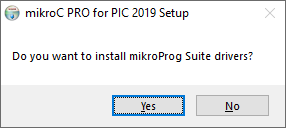 mikroC PRO for PIC 2019 Setup
Do you want to install mikroProg Suite drivers?
Yes
No